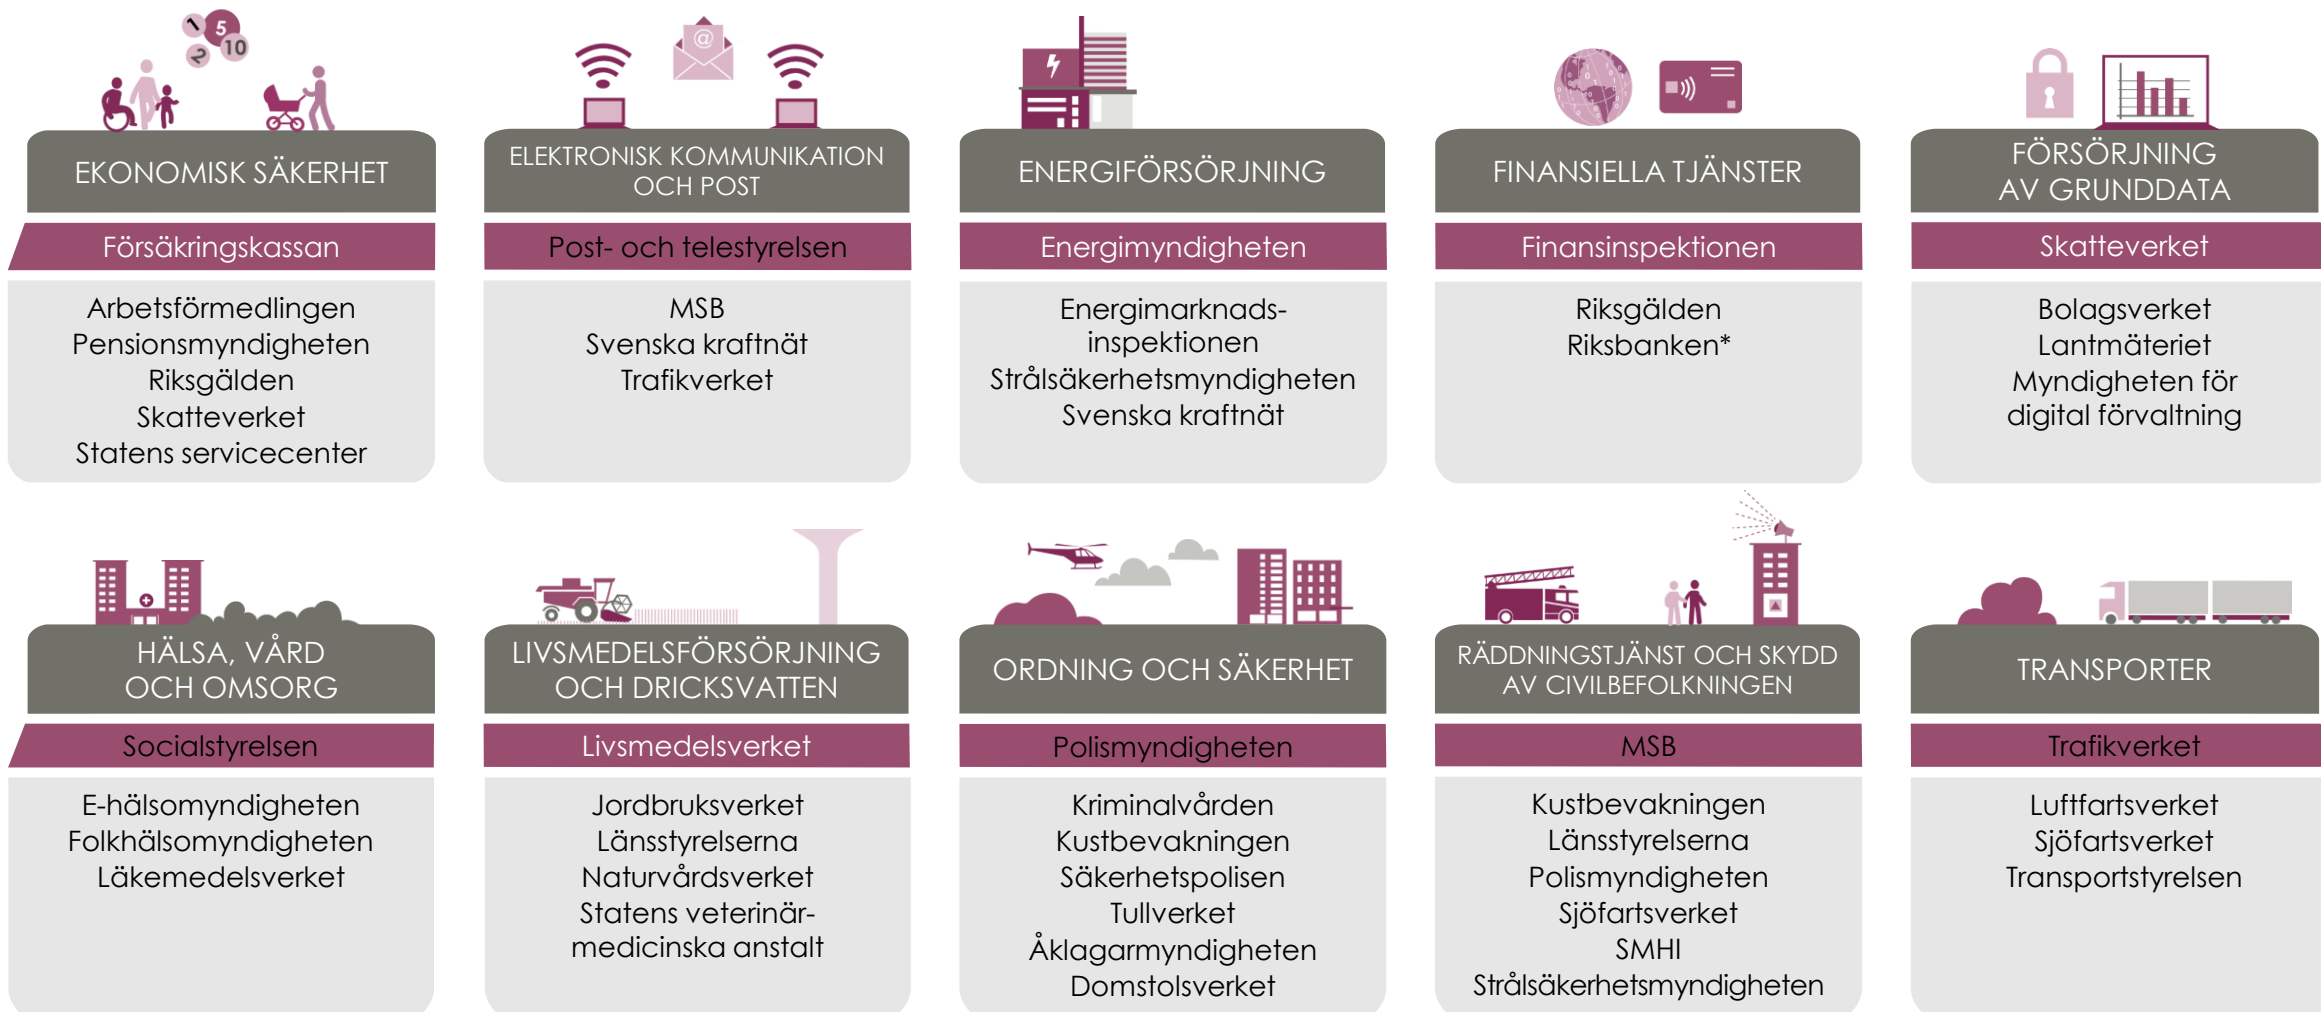 1
5
2
10
EKONOMISK SÄKERHET
Försäkringskassan
Arbetsförmedlingen
Pensionsmyndigheten
Riksgälden
Skatteverket
Statens servicecenter
@
ELEKTRONISK KOMMUNIKATION
OCH POST
Post- och telestyrelsen
MSB
Svenska kraftnät
Trafikverket
ENERGIFÖRSÖRJNING
Energimyndigheten
Energimarknads-
inspektionen
Strålsäkerhetsmyndigheten
Svenska kraftnät
FINANSIELLA TJÄNSTER
Finansinspektionen
Riksgälden
Riksbanken*
FÖRSÖRJNING
AV GRUNDDATA
Skatteverket
Bolagsverket
Lantmäteriet
Myndigheten för
digital förvaltning
HÄLSA, VÅRD
OCH OMSORG
Socialstyrelsen
E-hälsomyndigheten
Folkhälsomyndigheten
Läkemedelsverket
LIVSMEDELSFÖRSÖRJNING
OCH DRICKSVATTEN
Livsmedelsverket
Jordbruksverket
Länsstyrelserna
Naturvårdsverket
Statens veterinär-
medicinska anstalt
ORDNING OCH SÄKERHET
Polismyndigheten
Kriminalvården
Kustbevakningen
Säkerhetspolisen
Tullverket
Åklagarmyndigheten
Domstolsverket
RÄDDNINGSTJÄNST OCH SKYDD
AV CIVILBEFOLKNINGEN
MSB
Kustbevakningen
Länsstyrelserna
Polismyndigheten
Sjöfartsverket
SMHI
Strålsäkerhetsmyndigheten
TRANSPORTER
Trafikverket
Luftfartsverket
Sjöfartsverket
Transportstyrelsen